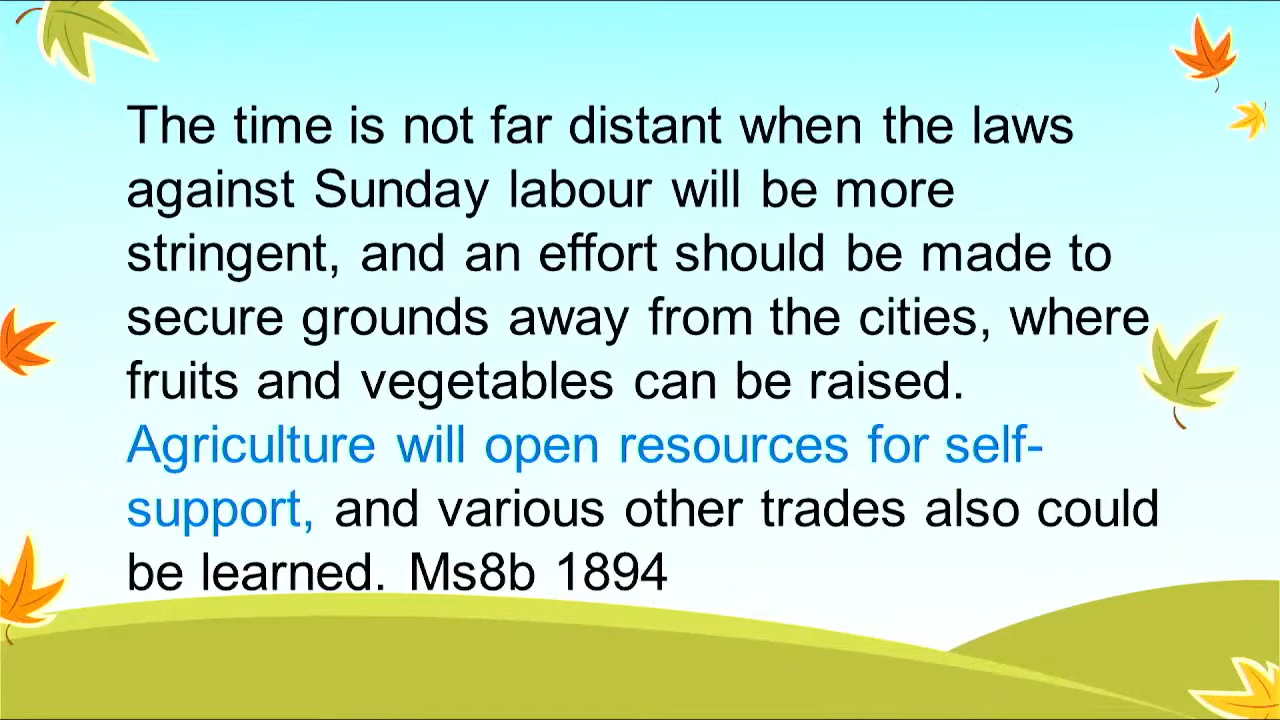 The time is not far distant when the laws
against Sunday labour will be more
stringent, and an effort should be made to
secure grounds away from the cities, where
fruits and vegetables can be raised.
Agriculture will open resources for self-
support, and various other trades also could
be learned. Ms8b 1894